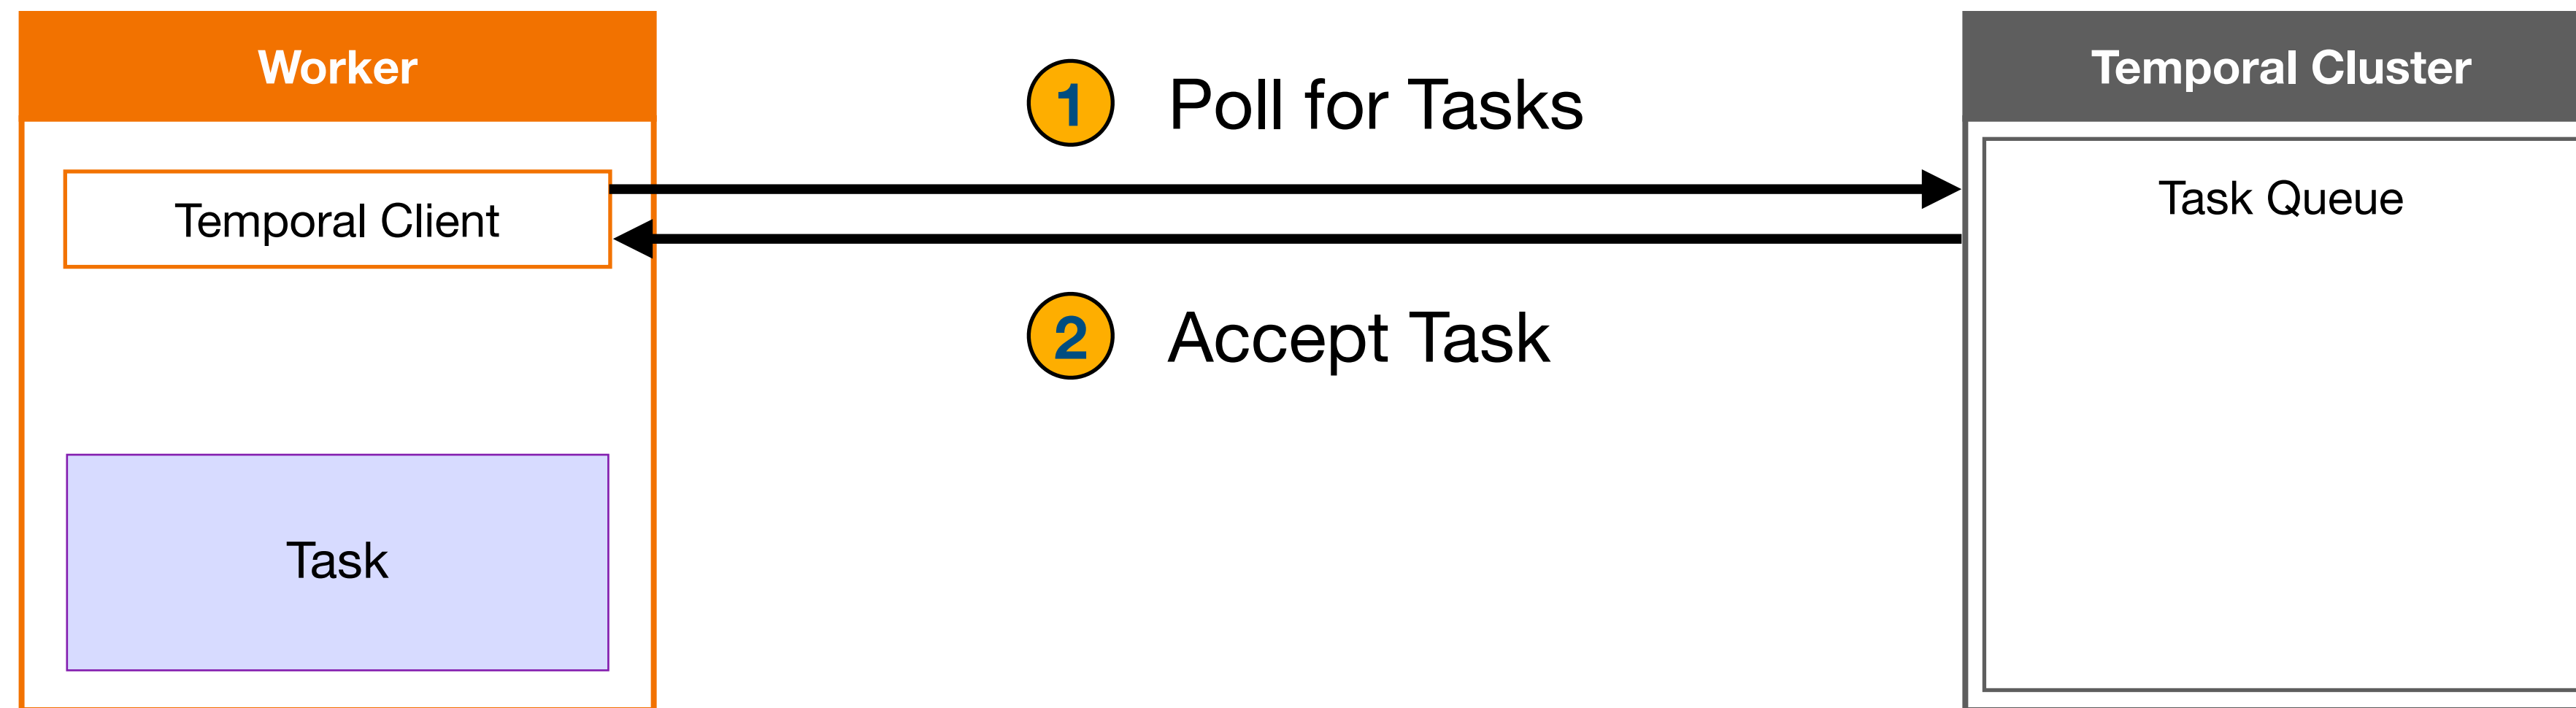 Worker
Temporal Client
Task
1 Poll for Tasks
2 Accept Task
Temporal Cluster
Task Queue